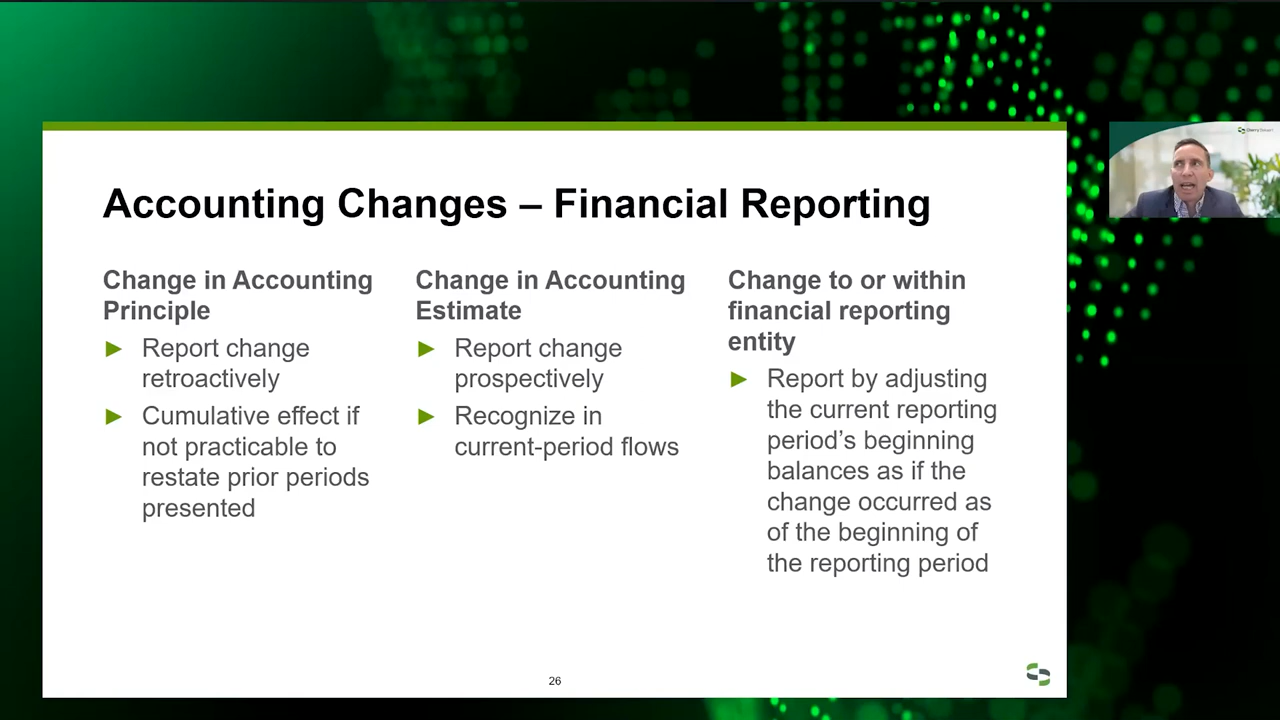 Accounting Changes – Financial Reporting
Change in Accounting
Principle
► Report change
retroactively
► Cumulative effect if
not practicable to
restate prior periods
presented
Change in Accounting
Estimate
► Report change
prospectively
► Recognize in
current-period flows
Change to or within
financial reporting
entity
► Report by adjusting
the current reporting
period’s beginning
balances as if the
change occurred as
of the beginning of
the reporting period
26